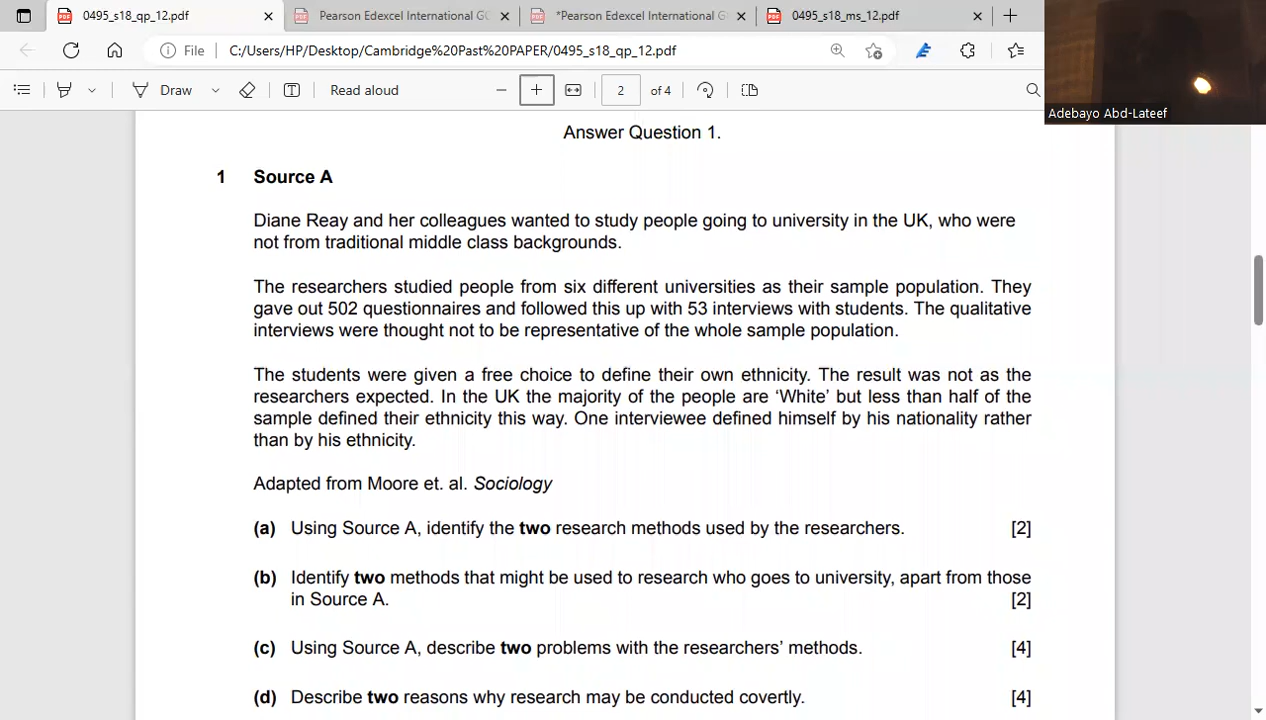 0495_s18_qp_12.pdf
Pearson Edexcel International G
*Pearson Edexcel International G
0495_s18_ms_12.pdf
File
C:/Users/HP/Desktop/Cambridge%20Past%20PAPER/0495_s18_qp_12.pdf
Draw
Read aloud
2
of 4
Adebayo Abd-Lateef
Answer Question 1.
1 Source A
Diane Reay and her colleagues wanted to study people going to university in the UK, who were
not from traditional middle class backgrounds.
The researchers studied people from six different universities as their sample population. They
gave out 502 questionnaires and followed this up with 53 interviews with students. The qualitative
interviews were thought not to be representative of the whole sample population.
The students were given a free choice to define their own ethnicity. The result was not as the
researchers expected. In the UK the majority of the people are ‘White’ but less than half of the
sample defined their ethnicity this way. One interviewee defined himself by his nationality rather
than by his ethnicity.
Adapted from Moore et. al. Sociology
(a) Using Source A, identify the two research methods used by the researchers. [2]
(b) Identify two methods that might be used to research who goes to university, apart from those
in Source A. [2]
(c) Using Source A, describe two problems with the researchers’ methods. [4]
(d) Describe two reasons why research may be conducted covertly. [4]